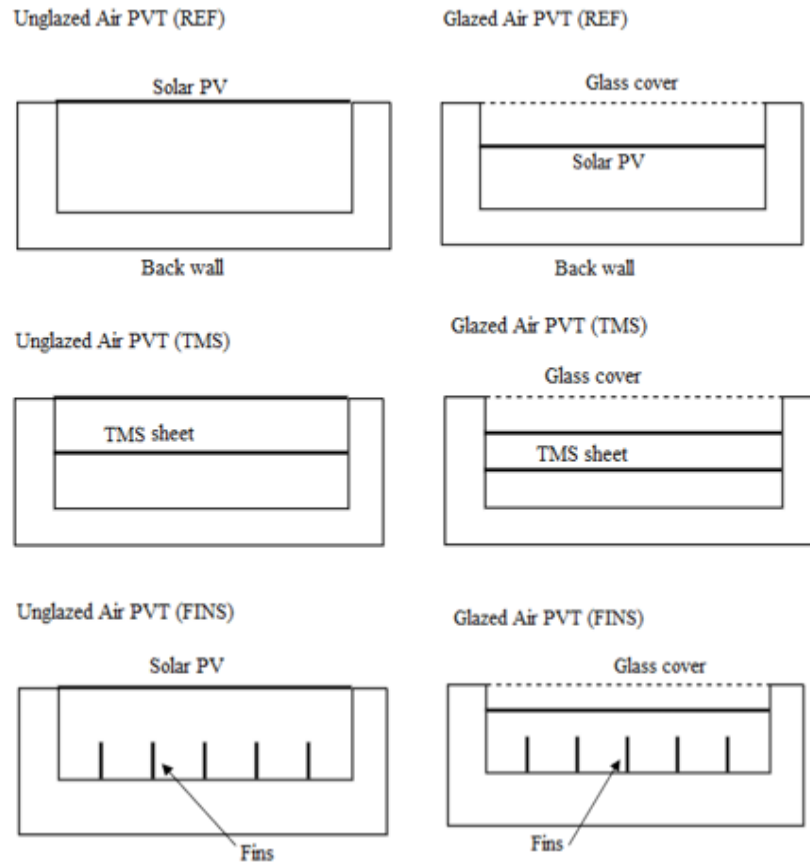 Unglazed Air PVT (REF)
Glazed Air PVT (REF)
Solar PV
Glass cover
Solar PV
Back wall
Back wall
Unglazed Air PVT (TMS)
Glazed Air PVT (TMS)
Glass cover
TMS sheet
TMS sheet
Unglazed Air PVT (FINS)
Glazed Air PVT (FINS)
Solar PV
Glass cover
Fins
Fins